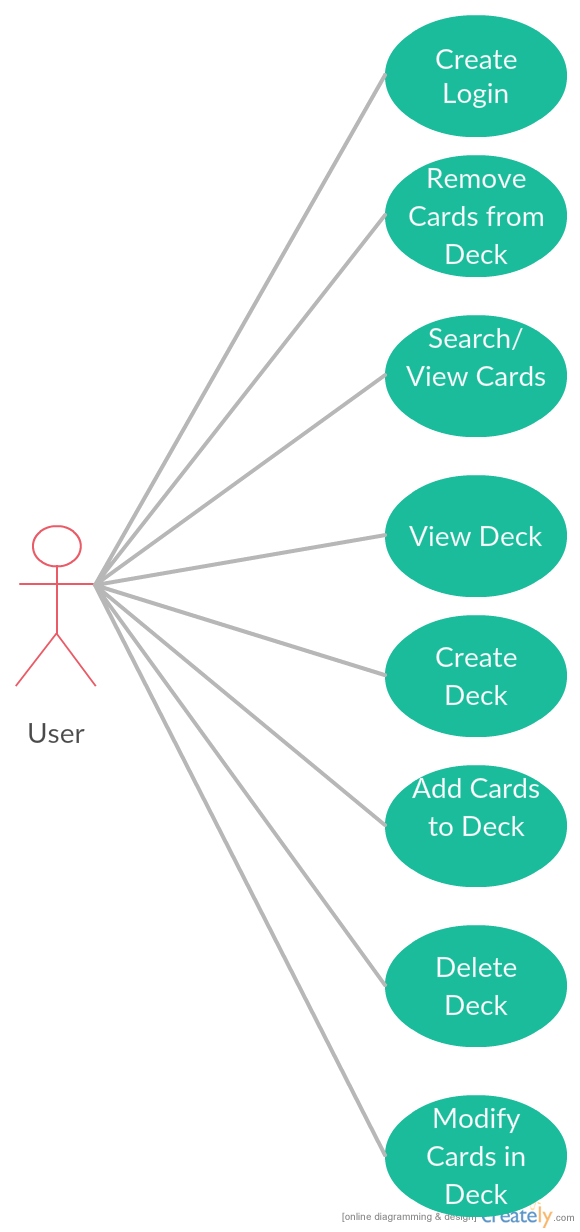 Create
Login
Remove
Cards from
Deck
Search/
View Cards
View Deck
Create
Deck
User
Add Cards
to Deck
Delete
Deck
Modify
Cards in
Deck
[online diagramming & design] creately.com